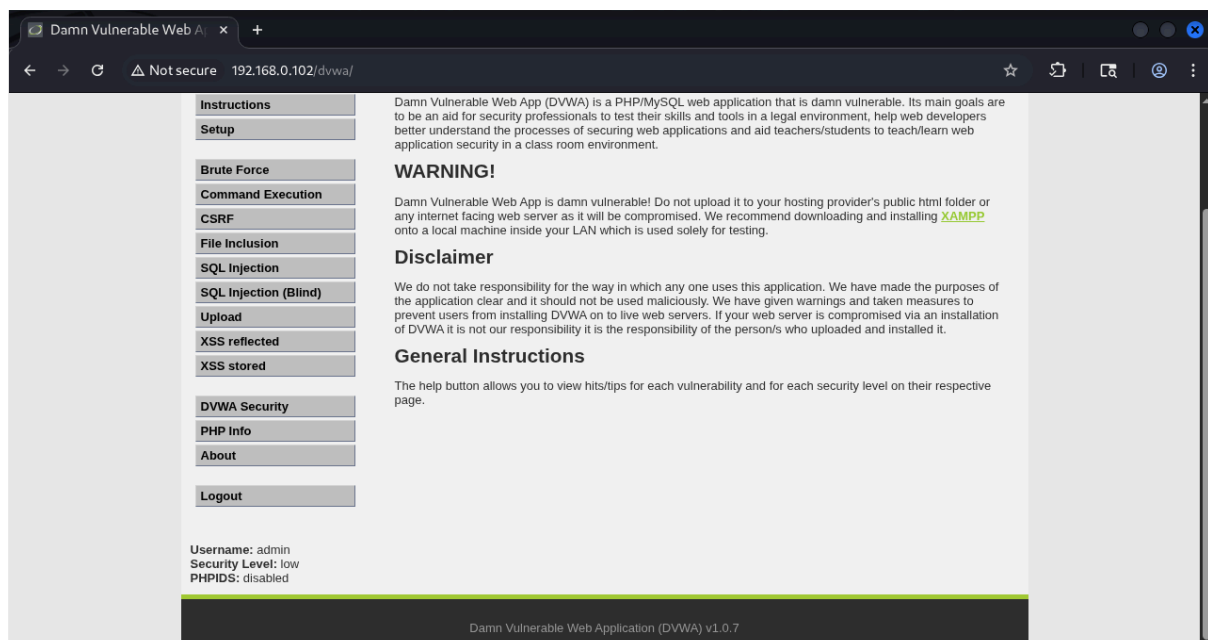 Damn Vulnerable Web Ap
Not secure 192.168.0.102/dvwa/
Instructions
Setup
Brute Force
Command Execution
CSRF
File Inclusion
SQL Injection
SQL Injection (Blind)
Upload
XSS reflected
XSS stored
DVWA Security
PHP Info
About
Logout
Username: admin
Security Level: low
PHPIDS: disabled
Damn Vulnerable Web App (DVWA) is a PHP/MySQL web application that is damn vulnerable. Its main goals are
to be an aid for security professionals to test their skills and tools in a legal environment, help web developers
better understand the processes of securing web applications and aid teachers/students to teach/learn web
application security in a class room environment.
WARNING!
Damn Vulnerable Web App is damn vulnerable! Do not upload it to your hosting provider's public html folder or
any internet facing web server as it will be compromised. We recommend downloading and installing XAMPP
onto a local machine inside your LAN which is used solely for testing.
Disclaimer
We do not take responsibility for the way in which any one uses this application. We have made the purposes of
the application clear and it should not be used maliciously. We have given warnings and taken measures to
prevent users from installing DVWA on to live web servers. If your web server is compromised via an installation
of DVWA it is not our responsibility it is the responsibility of the person/s who uploaded and installed it.
General Instructions
The help button allows you to view hits/tips for each vulnerability and for each security level on their respective
page.
Damn Vulnerable Web Application (DVWA) v1.0.7